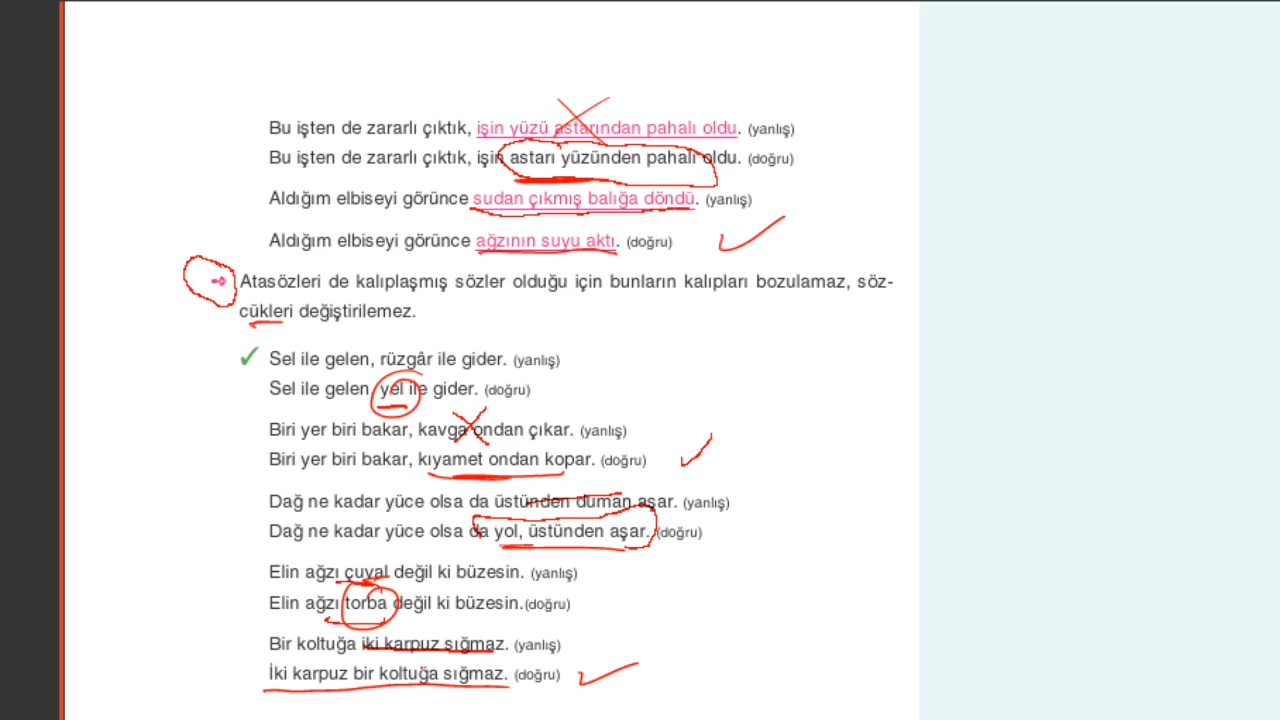 Bu işten de zararlı çıktık, işin yüzü astarından pahalı oldu. (yanlış)
Bu işten de zararlı çıktık, işin astarı yüzünden pahalı oldu. (doğru)
Aldığım elbiseyi görünce sudan çıkmış balığa döndü. (yanlış)
Aldığım elbiseyi görünce ağzının suyu aktı. (doğru)
Atasözleri de kalıplaşmış sözler olduğu için bunların kalıpları bozulamaz, söz-
cükleri değiştirilemez.
Sel ile gelen, rüzgâr ile gider. (yanlış)
Sel ile gelen, yel ile gider. (doğru)
Biri yer biri bakar, kavga ondan çıkar. (yanlış)
Biri yer biri bakar, kıyamet ondan kopar. (doğru)
Dağ ne kadar yüce olsa da üstünden duman aşar. (yanlış)
Dağ ne kadar yüce olsa da yol, üstünden aşar. (doğru)
Elin ağzı çuval değil ki büzesin. (yanlış)
Elin ağzı torba değil ki büzesin.(doğru)
Bir koltuğa iki karpuz sığmaz. (yanlış)
İki karpuz bir koltuğa sığmaz. (doğru)